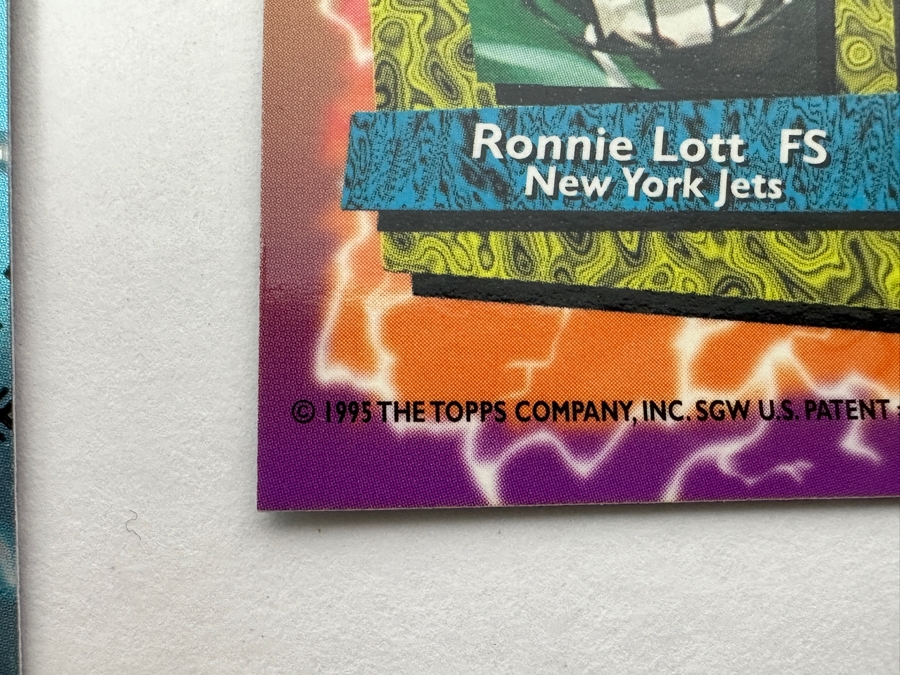 Ronnie Lott FS
New York Jets
© 1995 THE TOPPS COMPANY, INC. SGW U.S. PATENT